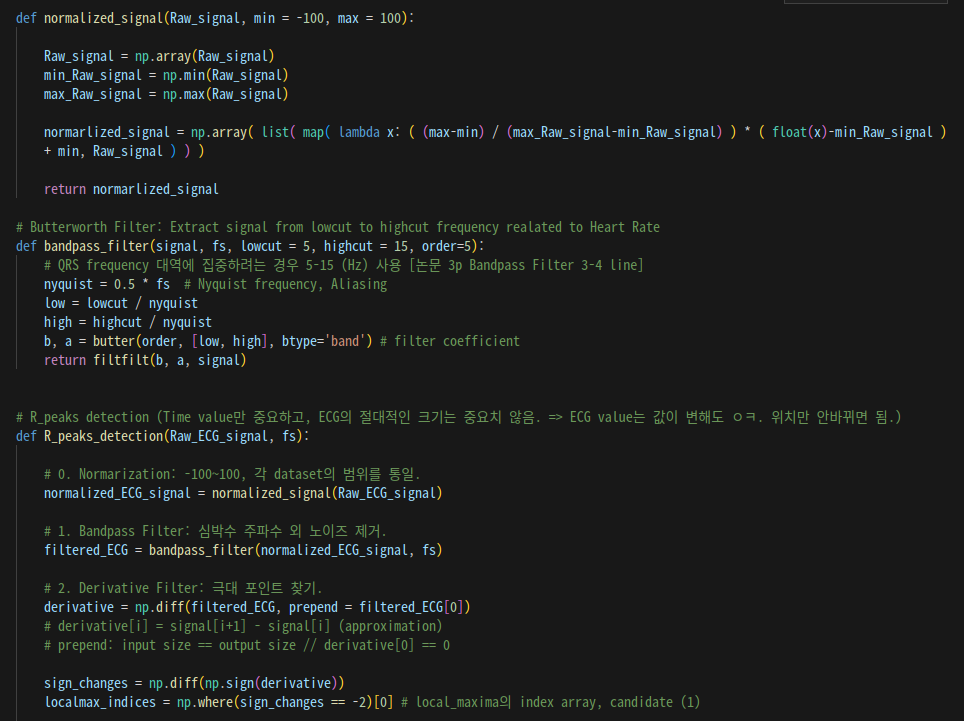 def normalized_signal(Raw_signal, min = -100, max = 100):
Raw_signal = np.array(Raw_signal)
min_Raw_signal = np.min(Raw_signal)
max_Raw_signal = np.max(Raw_signal)
normarlized_signal = np.array( list( map( lambda x: ( (max-min) / (max_Raw_signal-min_Raw_signal) ) * ( float(x)-min_Raw_signal )
+ min, Raw_signal ) ) )
return normarlized_signal
# Butterworth Filter: Extract signal from lowcut to highcut frequency realated to Heart Rate
def bandpass_filter(signal, fs, lowcut = 5, highcut = 15, order=5):
# QRS frequency 대역에 집중하려는 경우 5-15 (Hz) 사용 [논문 3p Bandpass Filter 3-4 line]
nyquist = 0.5 * fs  # Nyquist frequency, Aliasing
low = lowcut / nyquist
high = highcut / nyquist
b, a = butter(order, [low, high], btype='band') # filter coefficient
return filtfilt(b, a, signal)
# R_peaks detection (Time value만 중요하고, ECG의 절대적인 크기는 중요치 않음. => ECG value는 값이 변해도 ㅇㅋ. 위치만 안바뀌면 됨.)
def R_peaks_detection(Raw_ECG_signal, fs):
# 0. Normarization: -100~100, 각 dataset의 범위를 통일.
normalized_ECG_signal = normalized_signal(Raw_ECG_signal)
# 1. Bandpass Filter: 심박수 주파수 외 노이즈 제거.
filtered_ECG = bandpass_filter(normalized_ECG_signal, fs)
# 2. Derivative Filter: 극대 포인트 찾기.
derivative = np.diff(filtered_ECG, prepend = filtered_ECG[0])
# derivative[i] = signal[i+1] - signal[i] (approximation)
# prepend: input size == output size // derivative[0] == 0
sign_changes = np.diff(np.sign(derivative))
localmax_indices = np.where(sign_changes == -2)[0] # local_maxima의 index array, candidate (1)